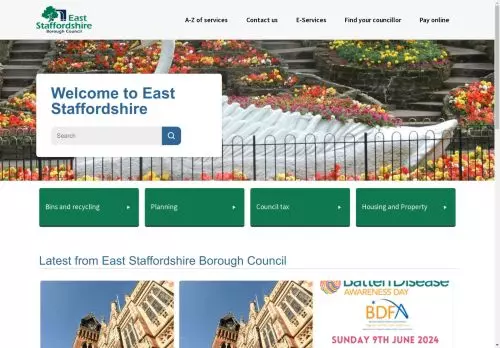 East
Staffordshire
Borough Council
A-Z of services
Contact us
E-Services
Find your councillor
Pay online
Welcome to East
Staffordshire
Search
Bins and recycling
Planning
Council tax
Housing and Property
Latest from East Staffordshire Borough Council
Batten Disease
AWARENESS DAY
BDFA
SUNDAY 9TH JUNE 2024